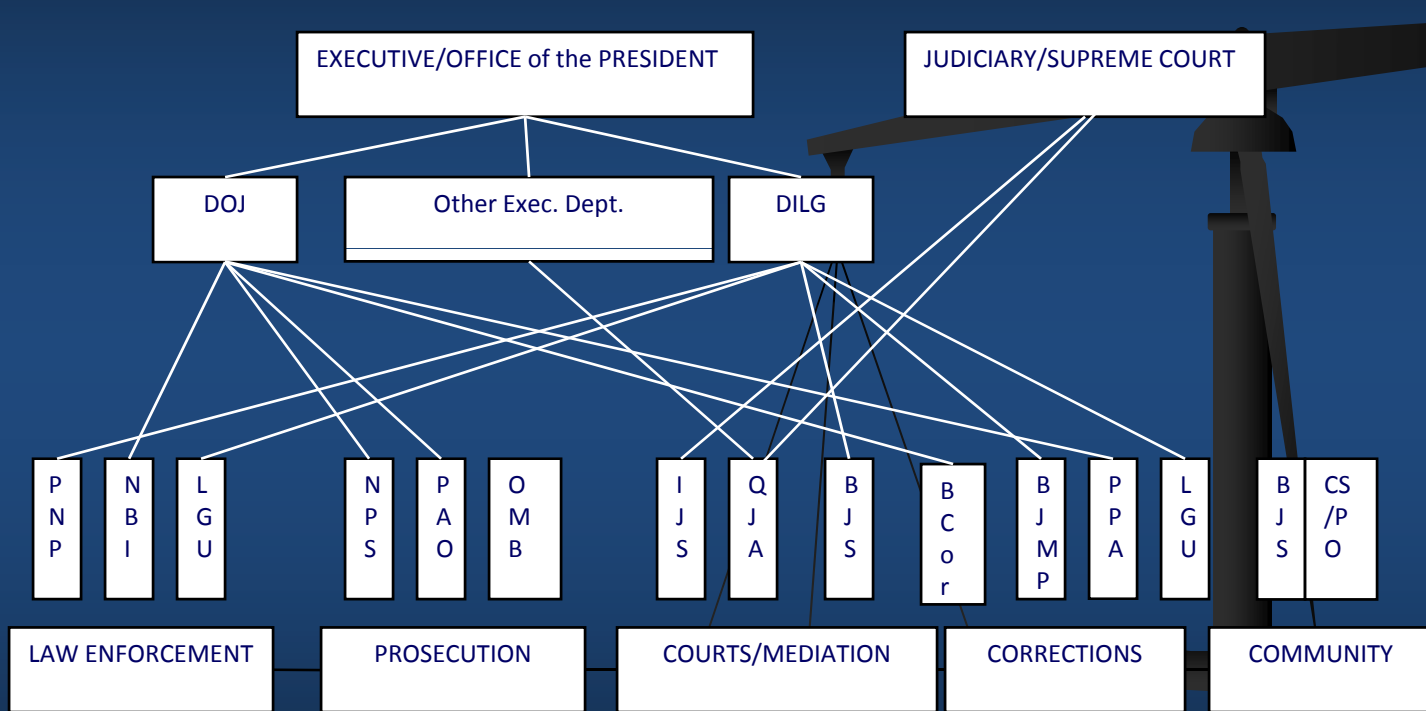 EXECUTIVE/OFFICE of the PRESIDENT
JUDICIARY/SUPREME COURT
DOJ
Other Exec. Dept.
DILG
P
N
P
N
B
I
L
G
U
N
P
S
P
A
O
O
M
B
I
J
S
Q
J
A
B
J
S
B
C
o
r
B
J
M
P
P
P
A
L
G
U
B
J
S
CS
/P
O
LAW ENFORCEMENT
PROSECUTION
COURTS/MEDIATION
CORRECTIONS
COMMUNITY